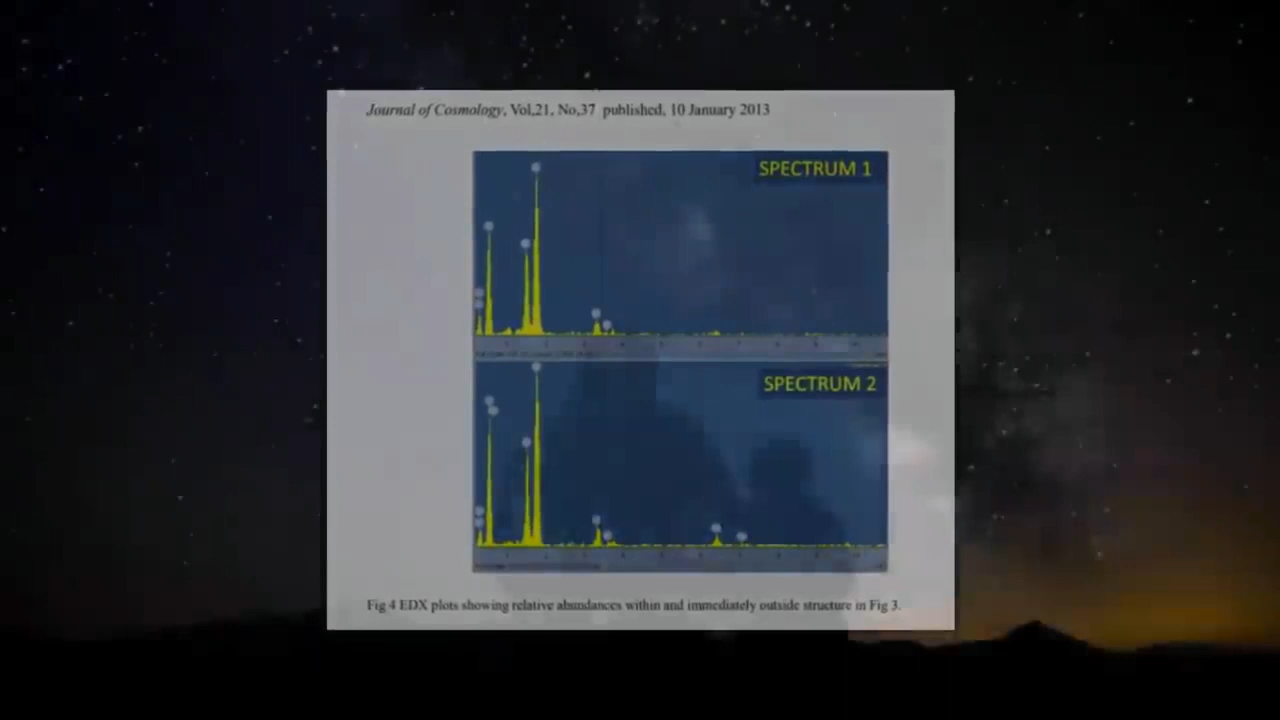 Journal of Cosmology, Vol,21, No,37 published, 10 January 2013
SPECTRUM 1
SPECTRUM 2
Fig 4 EDX plots showing relative abundances within and immediately outside structure in Fig 3.